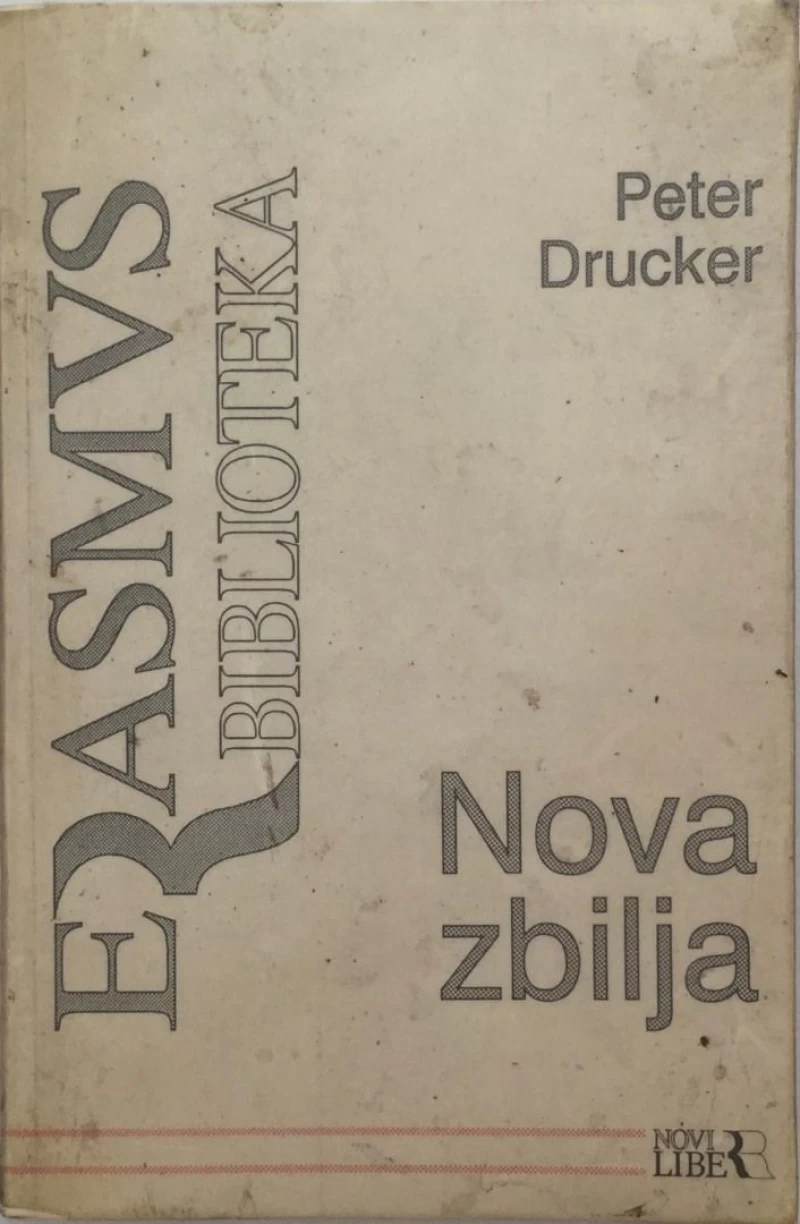 ERASMVS
BIBLIOTEKA
Peter
Drucker
Nova
zbilja
NOVI
LIBER